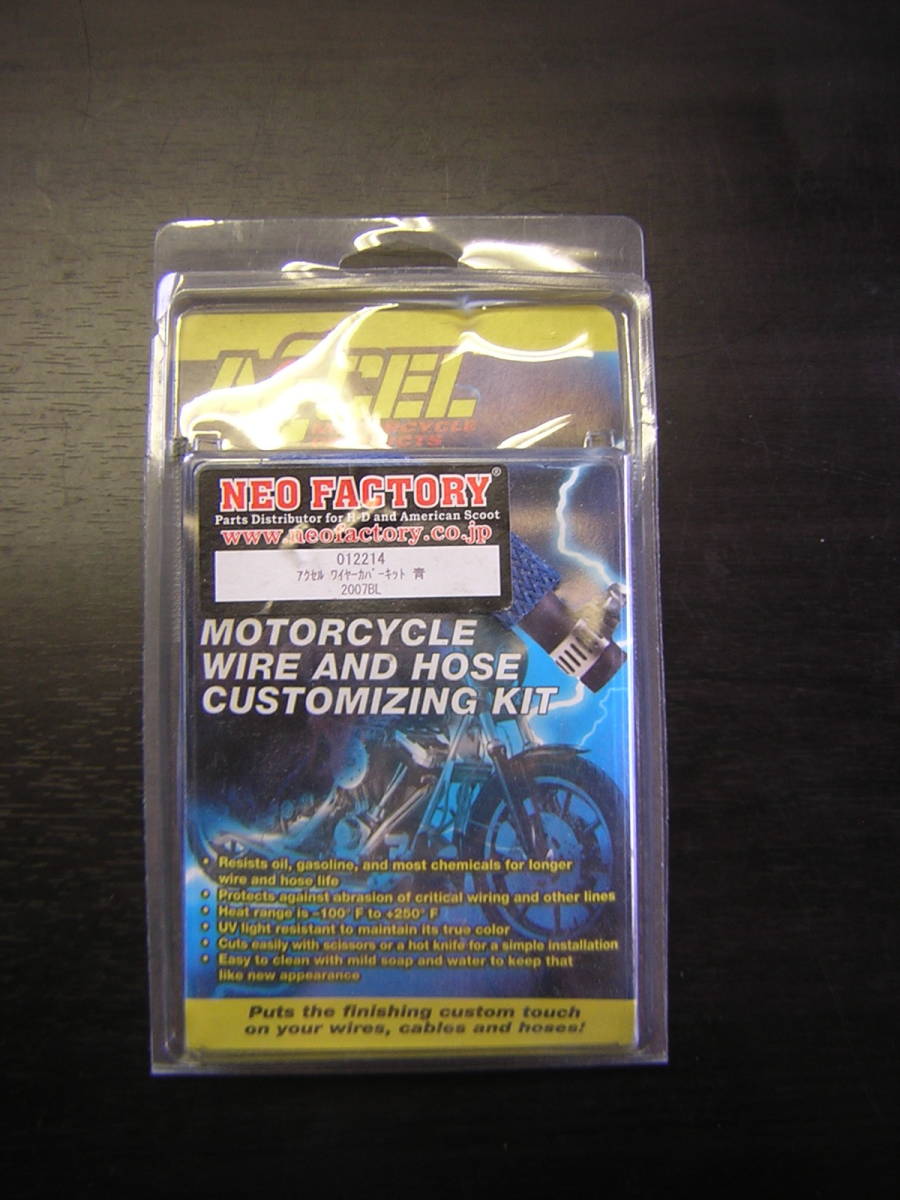 ACCEL
MOTORCYCLE
PRODUCTS
NEO FACTORY®
Parts Distributor for H-D and American Scoot
www.neofactory.co.jp
012214
ｱｸｾﾙ ﾜｲﾔｰｶﾊﾞｰｷｯﾄ 青
2007BL
MOTORCYCLE
WIRE AND HOSE
CUSTOMIZING KIT
• Resists oil, gasoline, and most chemicals for longer
wire and hose life
• Protects against abrasion of critical wiring and other lines
• Heat range is –100° F to +250° F
• UV light resistant to maintain its true color
• Cuts easily with scissors or a hot knife for a simple installation
• Easy to clean with mild soap and water to keep that
like new appearance
Puts the finishing custom touch
on your wires, cables and hoses!